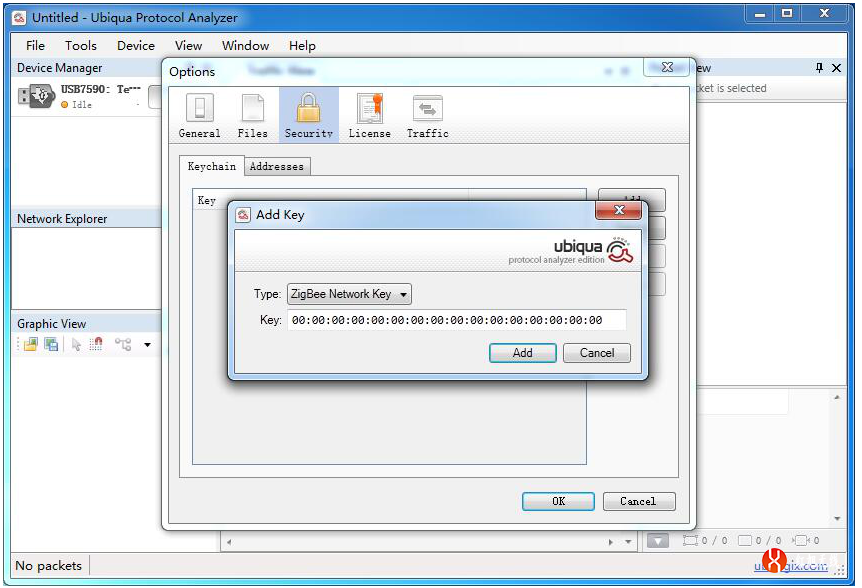 Untitled - Ubiqua Protocol Analyzer
File Tools Device View Window Help
Device Manager
USB7590: Te
Idle
Options
ew
cket is selected
General Files Security License Traffic
Keychain Addresses
Key
Add Key
ubiqua
protocol analyzer edition
Type: ZigBee Network Key
Key: 00:00:00:00:00:00:00:00:00:00:00:00:00:00:00:00
Add Cancel
Network Explorer
Graphic View
OK Cancel
0 / 0 0 / 0 0
No packets